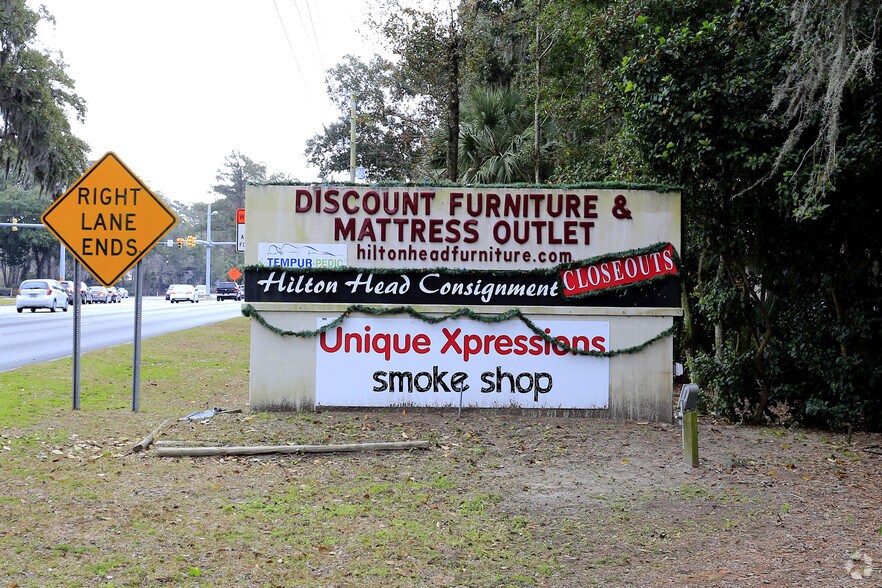 RIGHT
LANE
ENDS
DISCOUNT FURNITURE &
MATTRESS OUTLET
hiltonheadfurniture.com
TEMPUR-PEDIC
Hilton Head Consignment
CLOSEOUTS
Unique Xpressions
smoke shop